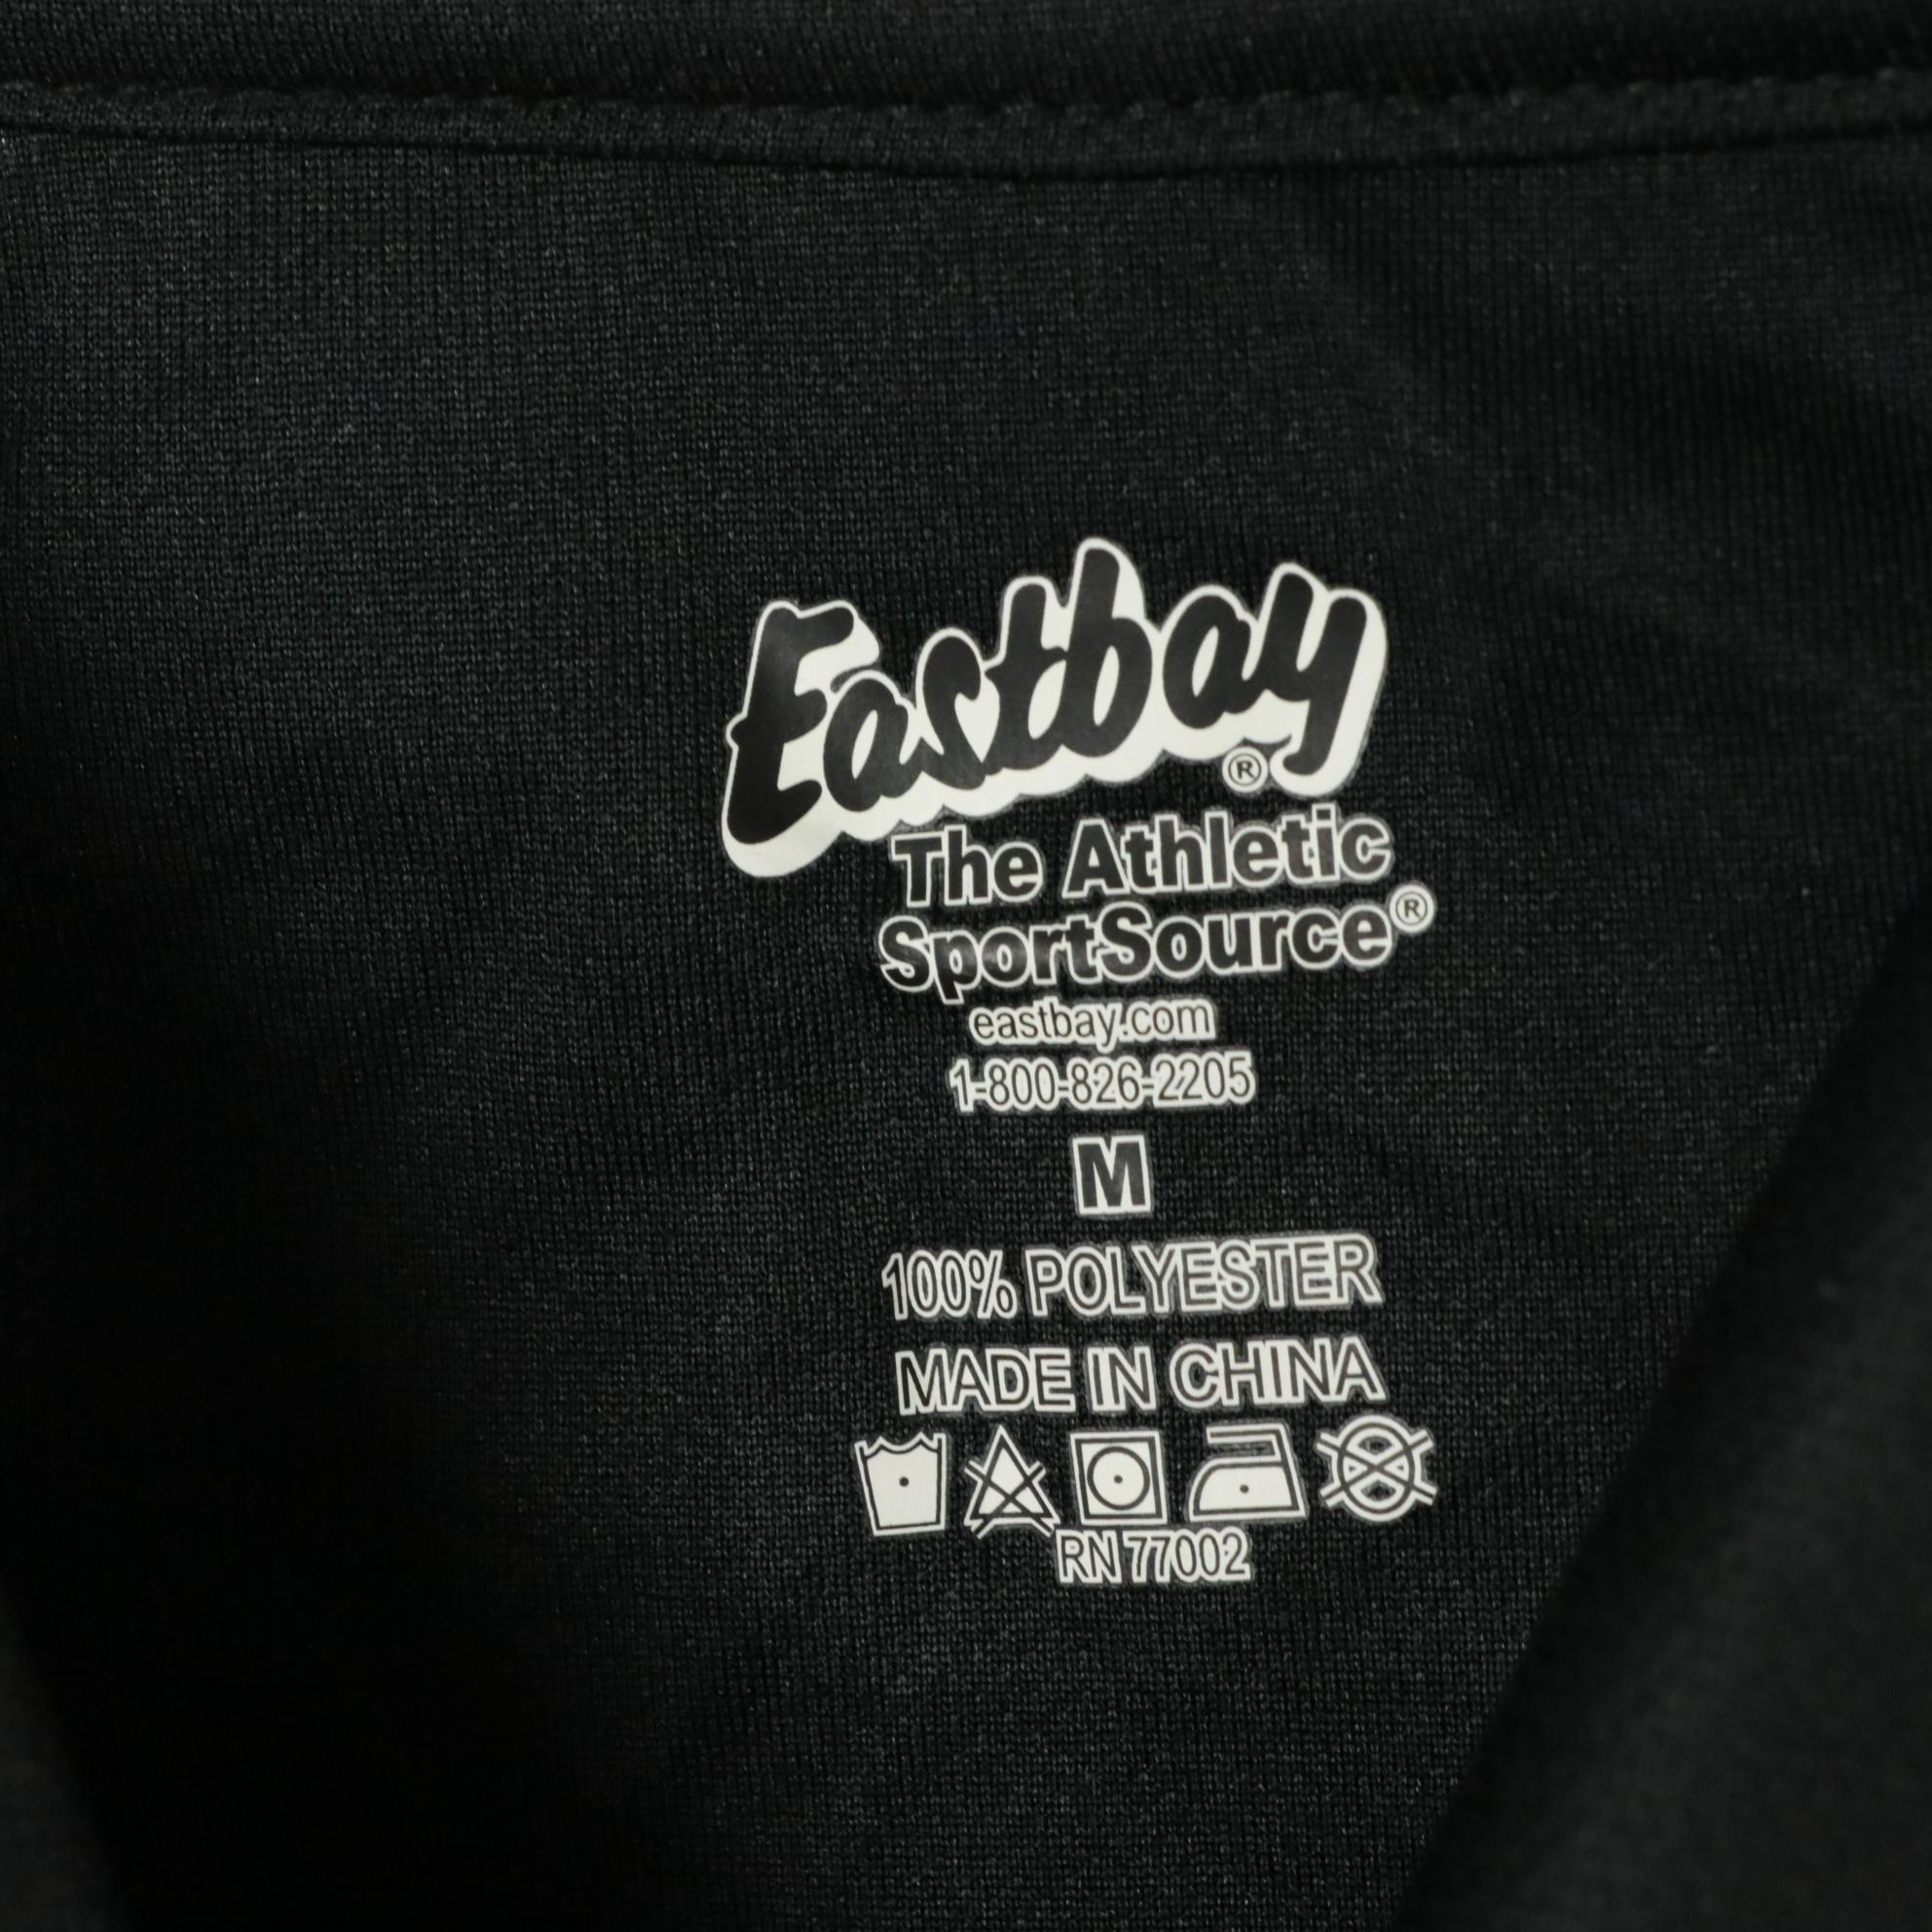 Eastbay®
The Athletic
SportSource®
eastbay.com
1-800-826-2205
M
100% POLYESTER
MADE IN CHINA
RN 77002